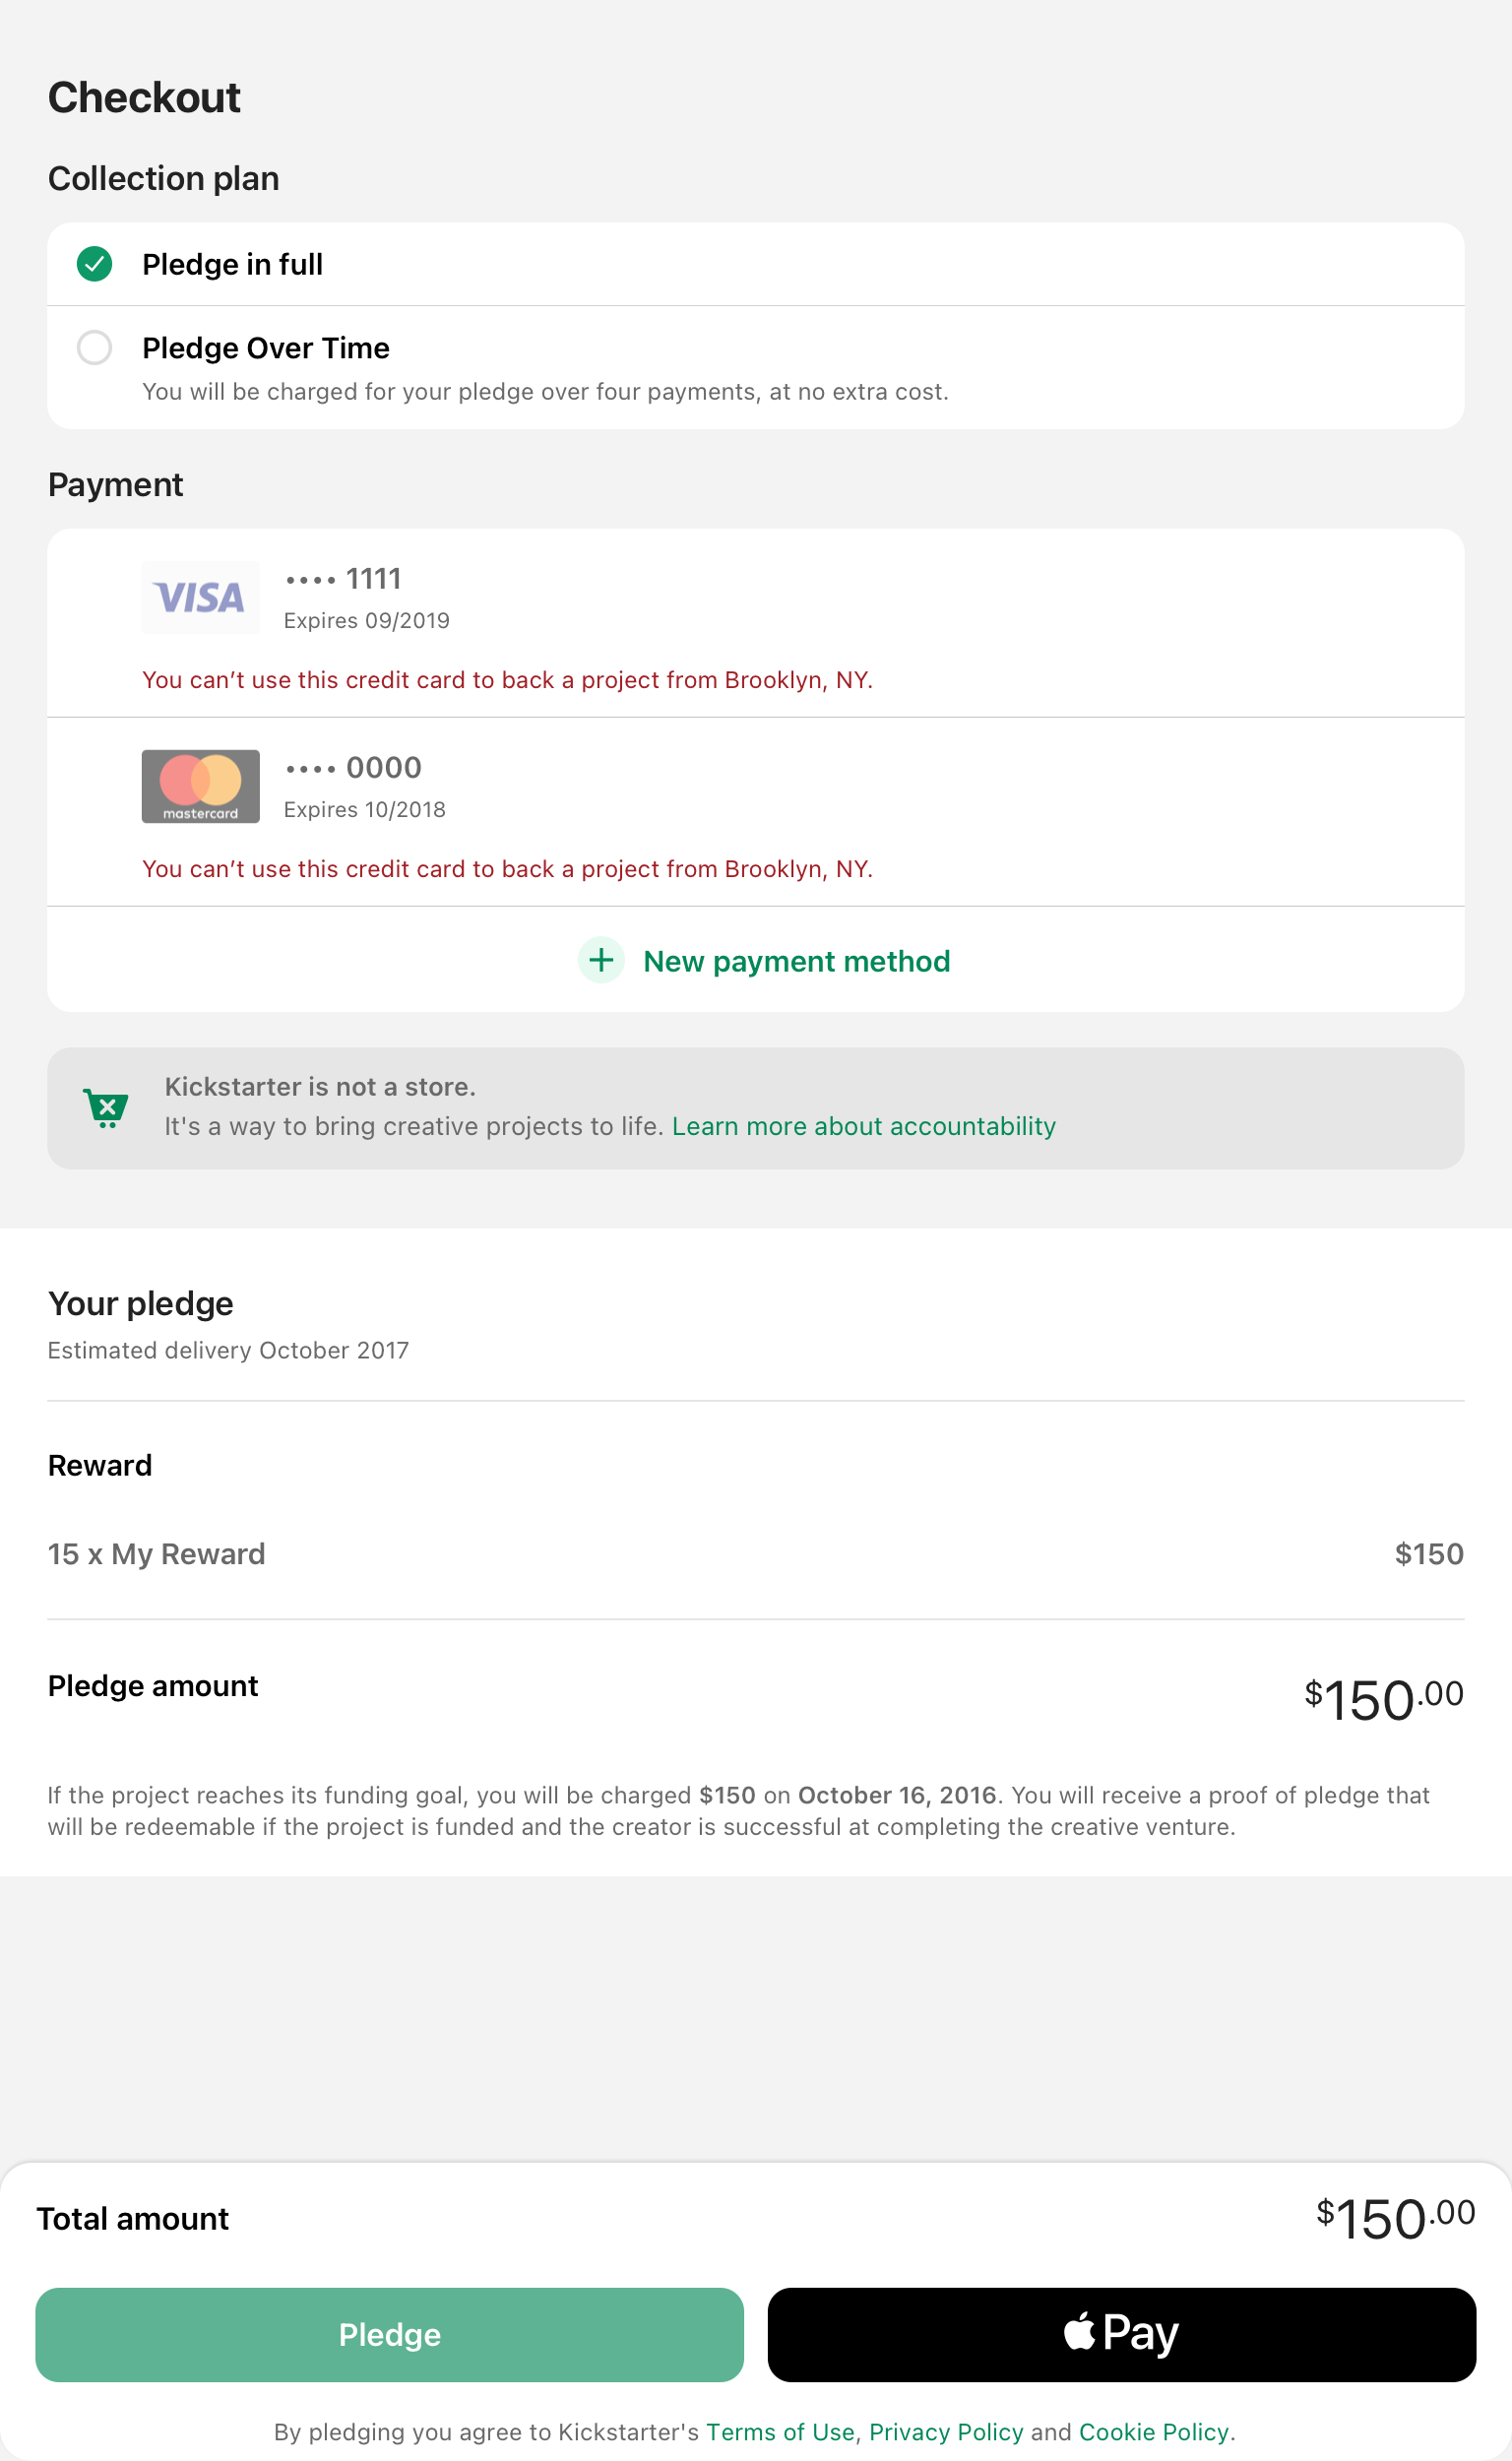 Checkout
Collection plan
Pledge in full
Pledge Over Time
You will be charged for your pledge over four payments, at no extra cost.
Payment
VISA
•••• 1111
Expires 09/2019
You can’t use this credit card to back a project from Brooklyn, NY.
mastercard
•••• 0000
Expires 10/2018
You can’t use this credit card to back a project from Brooklyn, NY.
New payment method
Kickstarter is not a store.
It's a way to bring creative projects to life. Learn more about accountability
Your pledge
Estimated delivery October 2017
Reward
15 x My Reward $150
Pledge amount $150.00
If the project reaches its funding goal, you will be charged $150 on October 16, 2016. You will receive a proof of pledge that
will be redeemable if the project is funded and the creator is successful at completing the creative venture.
Total amount $150.00
Pledge
Pay
By pledging you agree to Kickstarter's Terms of Use, Privacy Policy and Cookie Policy.